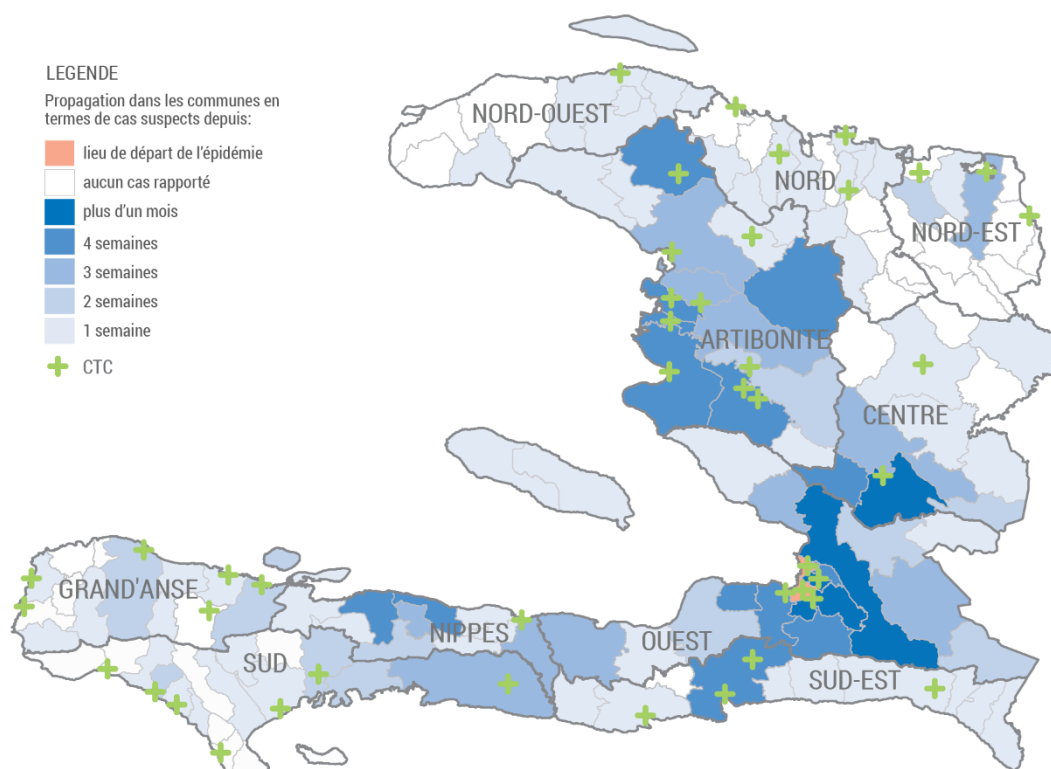 LEGENDE
Propagation dans les communes en
termes de cas suspects depuis:
lieu de départ de l'épidémie
aucun cas rapporté
plus d'un mois
4 semaines
3 semaines
2 semaines
1 semaine
CTC
NORD-OUEST
NORD
NORD-EST
ARTIBONITE
CENTRE
GRAND'ANSE
NIPPES
OUEST
SUD
SUD-EST